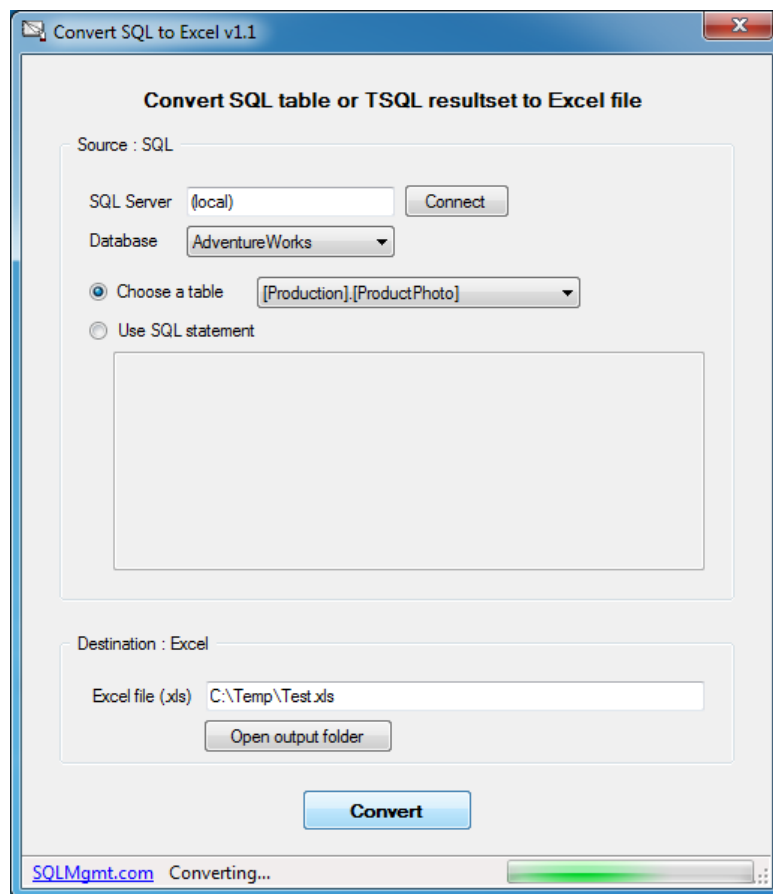 Convert SQL to Excel v1.1
Convert SQL table or TSQL resultset to Excel file
Source : SQL
SQL Server (local) Connect
Database AdventureWorks
Choose a table [Production].[ProductPhoto]
Use SQL statement
Destination : Excel
Excel file (.xls) C:\Temp\Test.xls
Open output folder
Convert
SQLMgmt.com Converting...